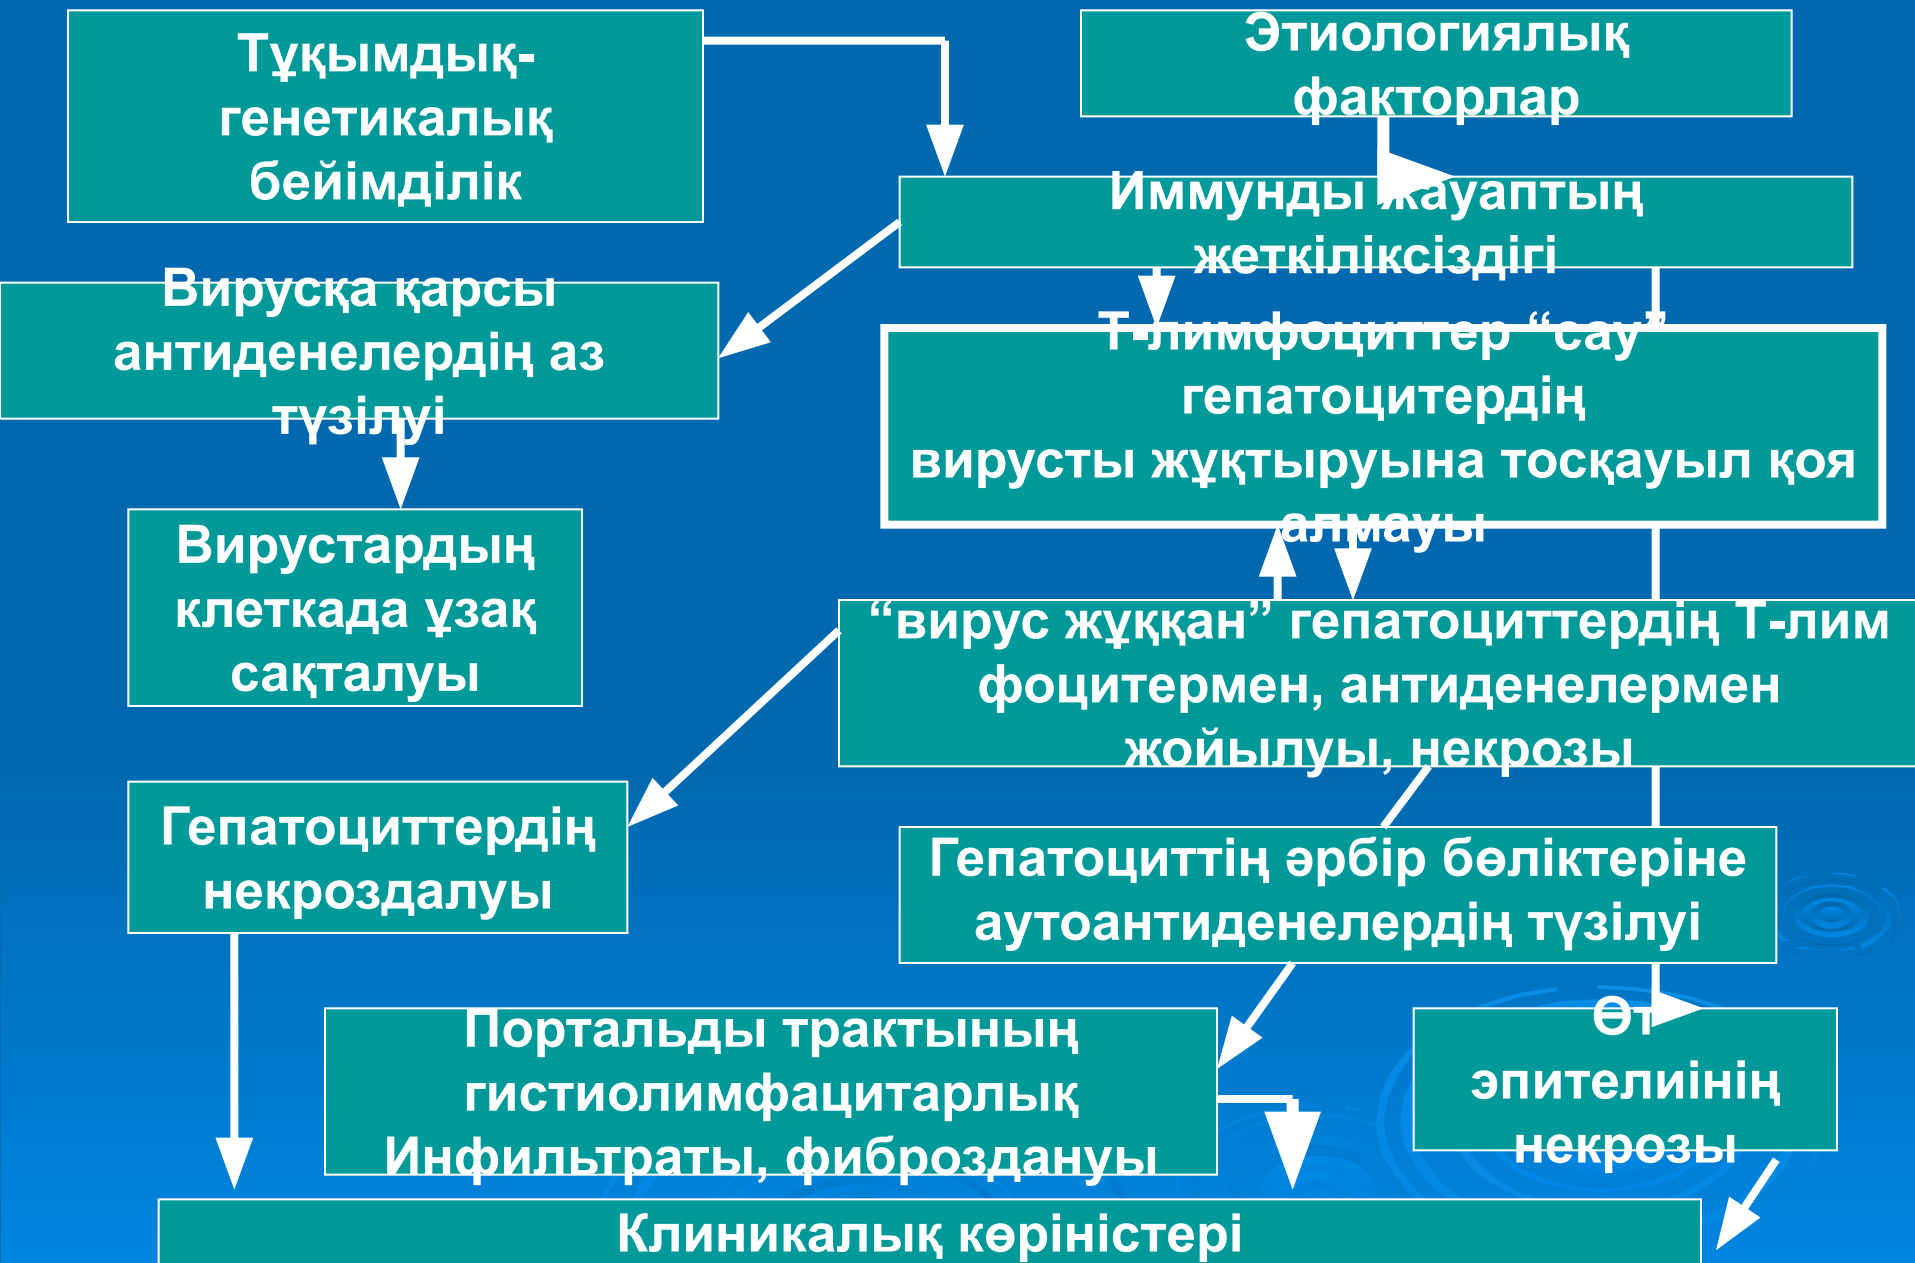 Тұқымдық-
генетикалық
бейімділік
Этиологиялық
факторлар
Иммунды жауаптың
жеткіліксіздігі
Вирусқа қарсы
антиденелердің аз
түзілуі
Т-лимфоциттер “сау”
гепатоцитердің
вирусты жұқтыруына тосқауыл қоя
алмауы
Вирустардың
клеткада ұзақ
сақталуы
“вирус жұққан” гепатоциттердің Т-лим
фоцитермен, антиденелермен
жойылуы, некрозы
Гепатоциттердің
некроздалуы
Гепатоциттің әрбір бөліктеріне
аутоантиденелердің түзілуі
Портальды трактының
гистиолимфацитарлық
Инфильтраты, фиброздануы
Өт
эпителиінің
некрозы
Клиникалық көріністері